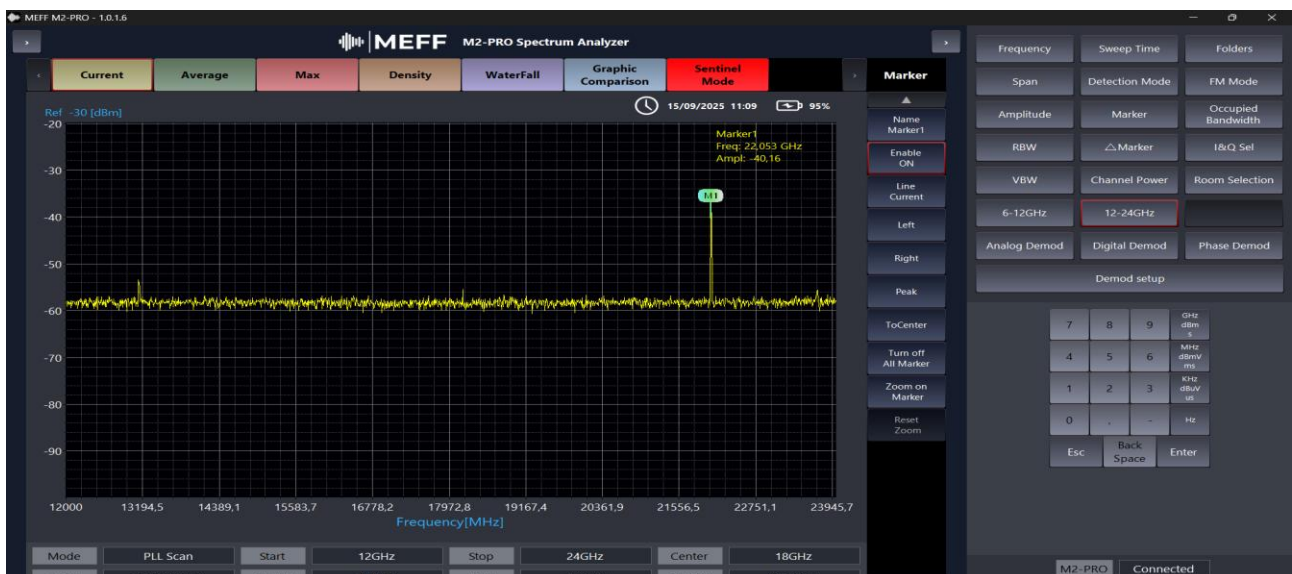 MEFF M2-PRO - 1.0.1.6
MEFF M2-PRO Spectrum Analyzer
Current
Average
Max
Density
WaterFall
Graphic
Comparison
Sentinel
Mode
Marker
Ref -30 [dBm]
15/09/2025 11:09
95%
Marker1
Freq: 22,053 GHz
Ampl: -40,16
M1
-20
-30
-40
-50
-60
-70
-80
-90
12000 13194,5 14389,1 15583,7 16778,2 17972,8 19167,4 20361,9 21556,5 22751,1 23945,7
Frequency[MHz]
Mode PLL Scan Start 12GHz Stop 24GHz Center 18GHz
Name
Marker1
Enable
ON
Line
Current
Left
Right
Peak
ToCenter
Turn off
All Marker
Zoom on
Marker
Reset
Zoom
Frequency Sweep Time Folders
Span Detection Mode FM Mode
Amplitude Marker Occupied
Bandwidth
RBW △Marker I&Q Sel
VBW Channel Power Room Selection
6-12GHz 12-24GHz
Analog Demod Digital Demod Phase Demod
Demod setup
7 8 9 GHz
dBm
s
4 5 6 MHz
dBmV
ms
1 2 3 KHz
dBuV
us
0 , - Hz
Esc Back
Space Enter
M2-PRO Connected